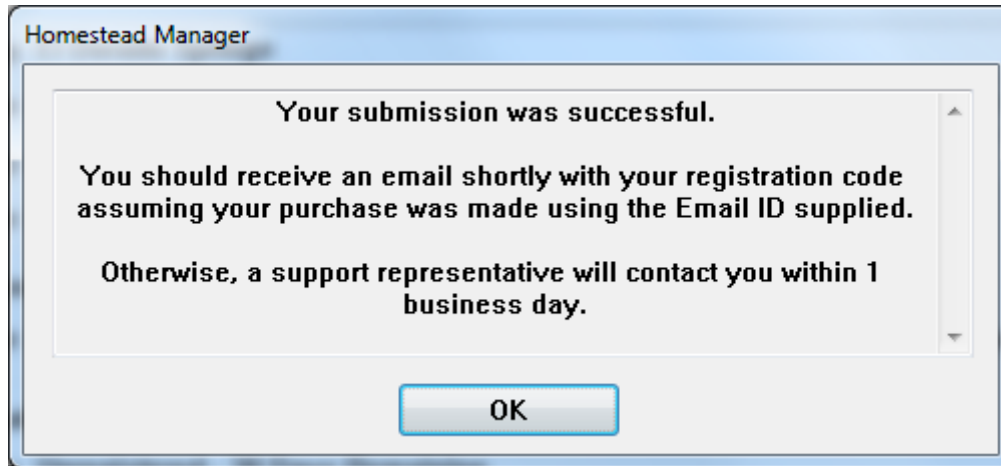 Homestead Manager
Your submission was successful.
You should receive an email shortly with your registration code
assuming your purchase was made using the Email ID supplied.
Otherwise, a support representative will contact you within 1
business day.
OK